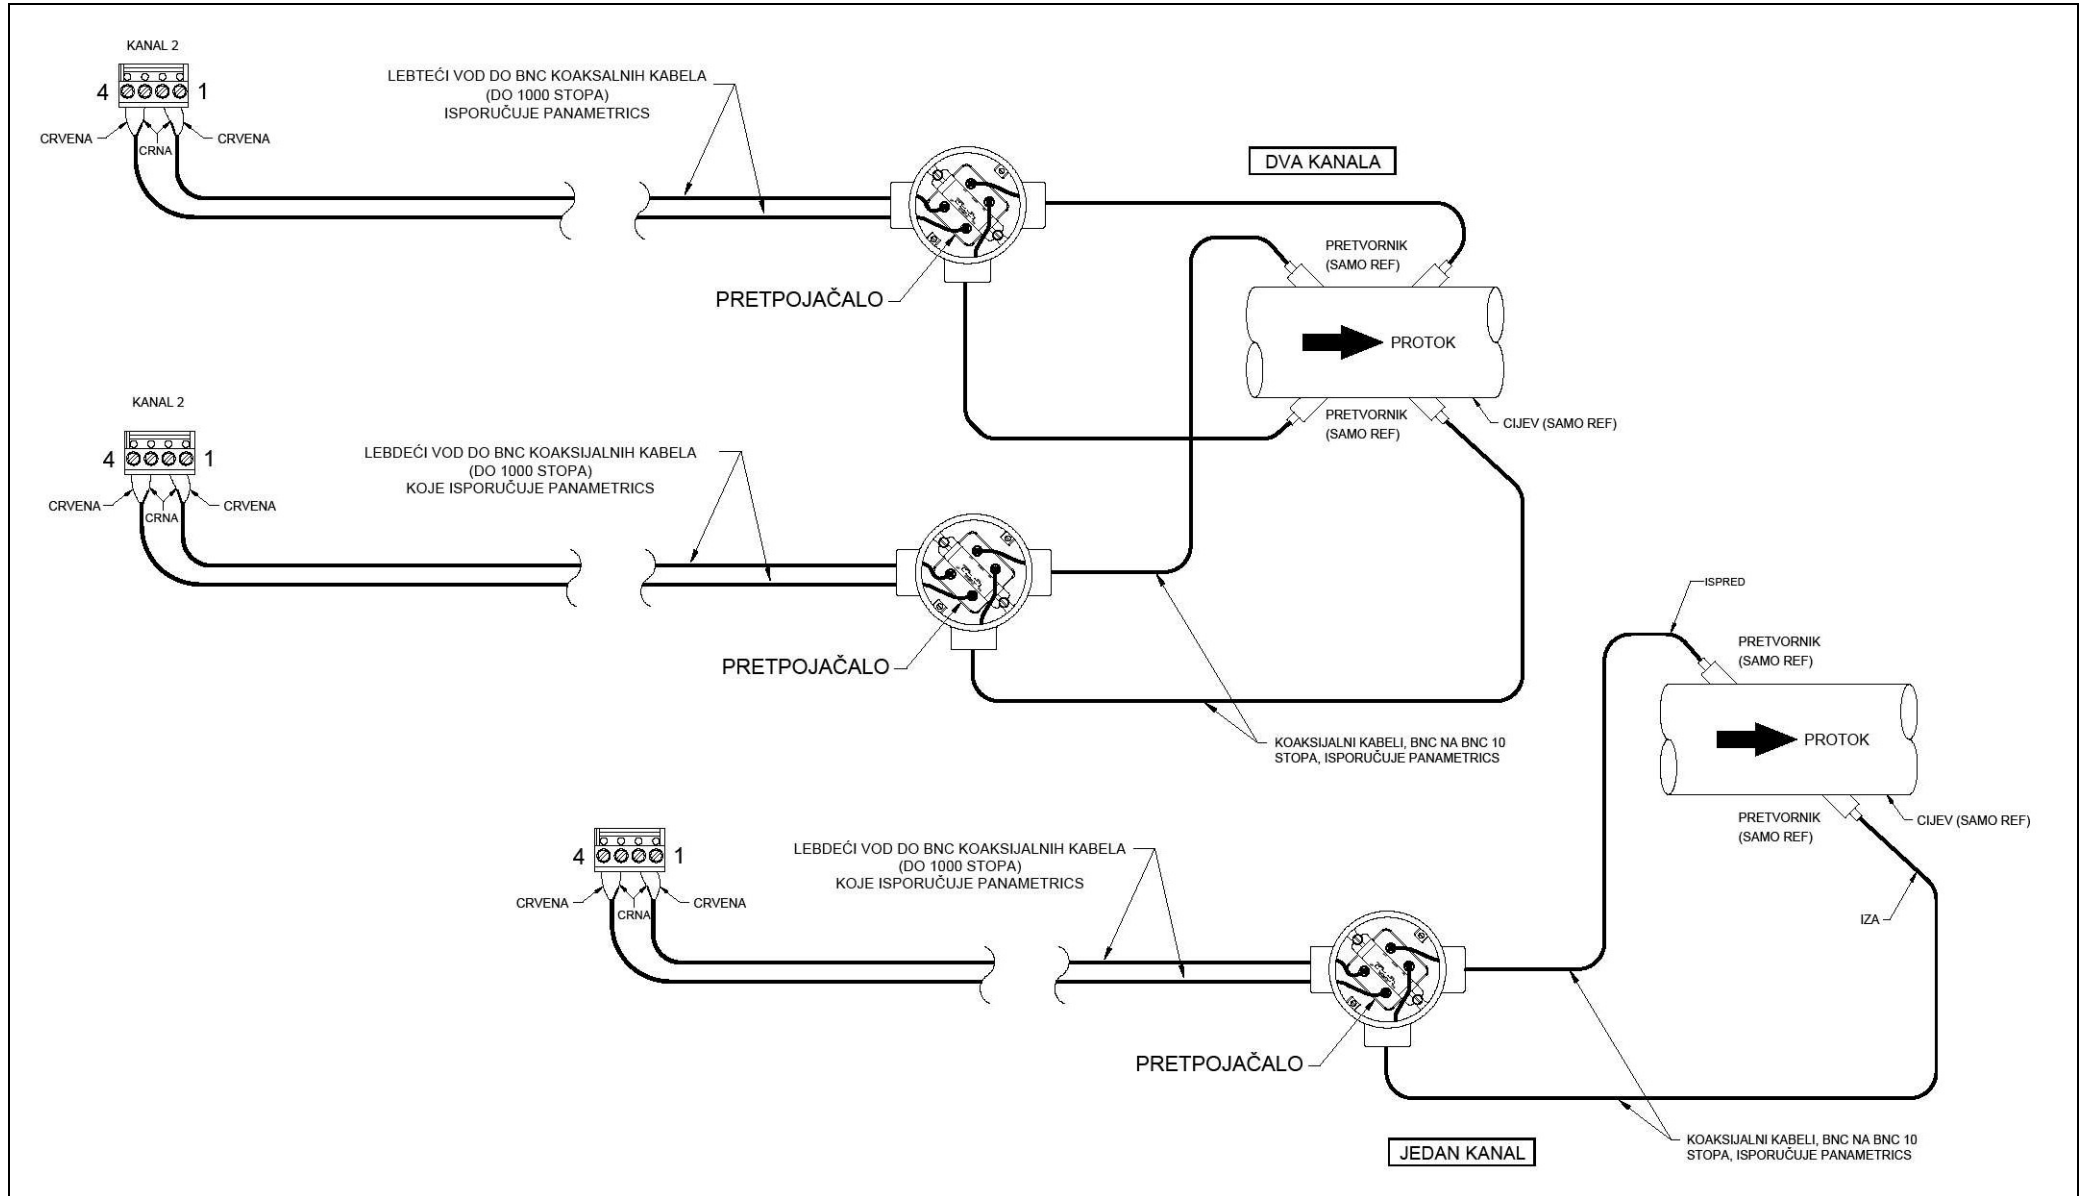 KANAL 2
4
1
CRVENA
CRNA
CRVENA
LEBTEĆI VOD DO BNC KOAKSALNIH KABELA
(DO 1000 STOPA)
ISPORUČUJE PANAMETRICS
PRETPOJAČALO
DVA KANALA
PRETVORNIK
(SAMO REF)
PROTOK
PRETVORNIK
(SAMO REF)
CIJEV (SAMO REF)
KANAL 2
4
1
CRVENA
CRNA
CRVENA
LEBDEĆI VOD DO BNC KOAKSIJALNIH KABELA
(DO 1000 STOPA)
KOJE ISPORUČUJE PANAMETRICS
PRETPOJAČALO
KOAKSIJALNI KABELI, BNC NA BNC 10
STOPA, ISPORUČUJE PANAMETRICS
ISPRED
PRETVORNIK
(SAMO REF)
PROTOK
PRETVORNIK
(SAMO REF)
CIJEV (SAMO REF)
IZA
4
1
CRVENA
CRNA
CRVENA
LEBDEĆI VOD DO BNC KOAKSIJALNIH KABELA
(DO 1000 STOPA)
KOJE ISPORUČUJE PANAMETRICS
PRETPOJAČALO
KOAKSIJALNI KABELI, BNC NA BNC 10
STOPA, ISPORUČUJE PANAMETRICS
JEDAN KANAL